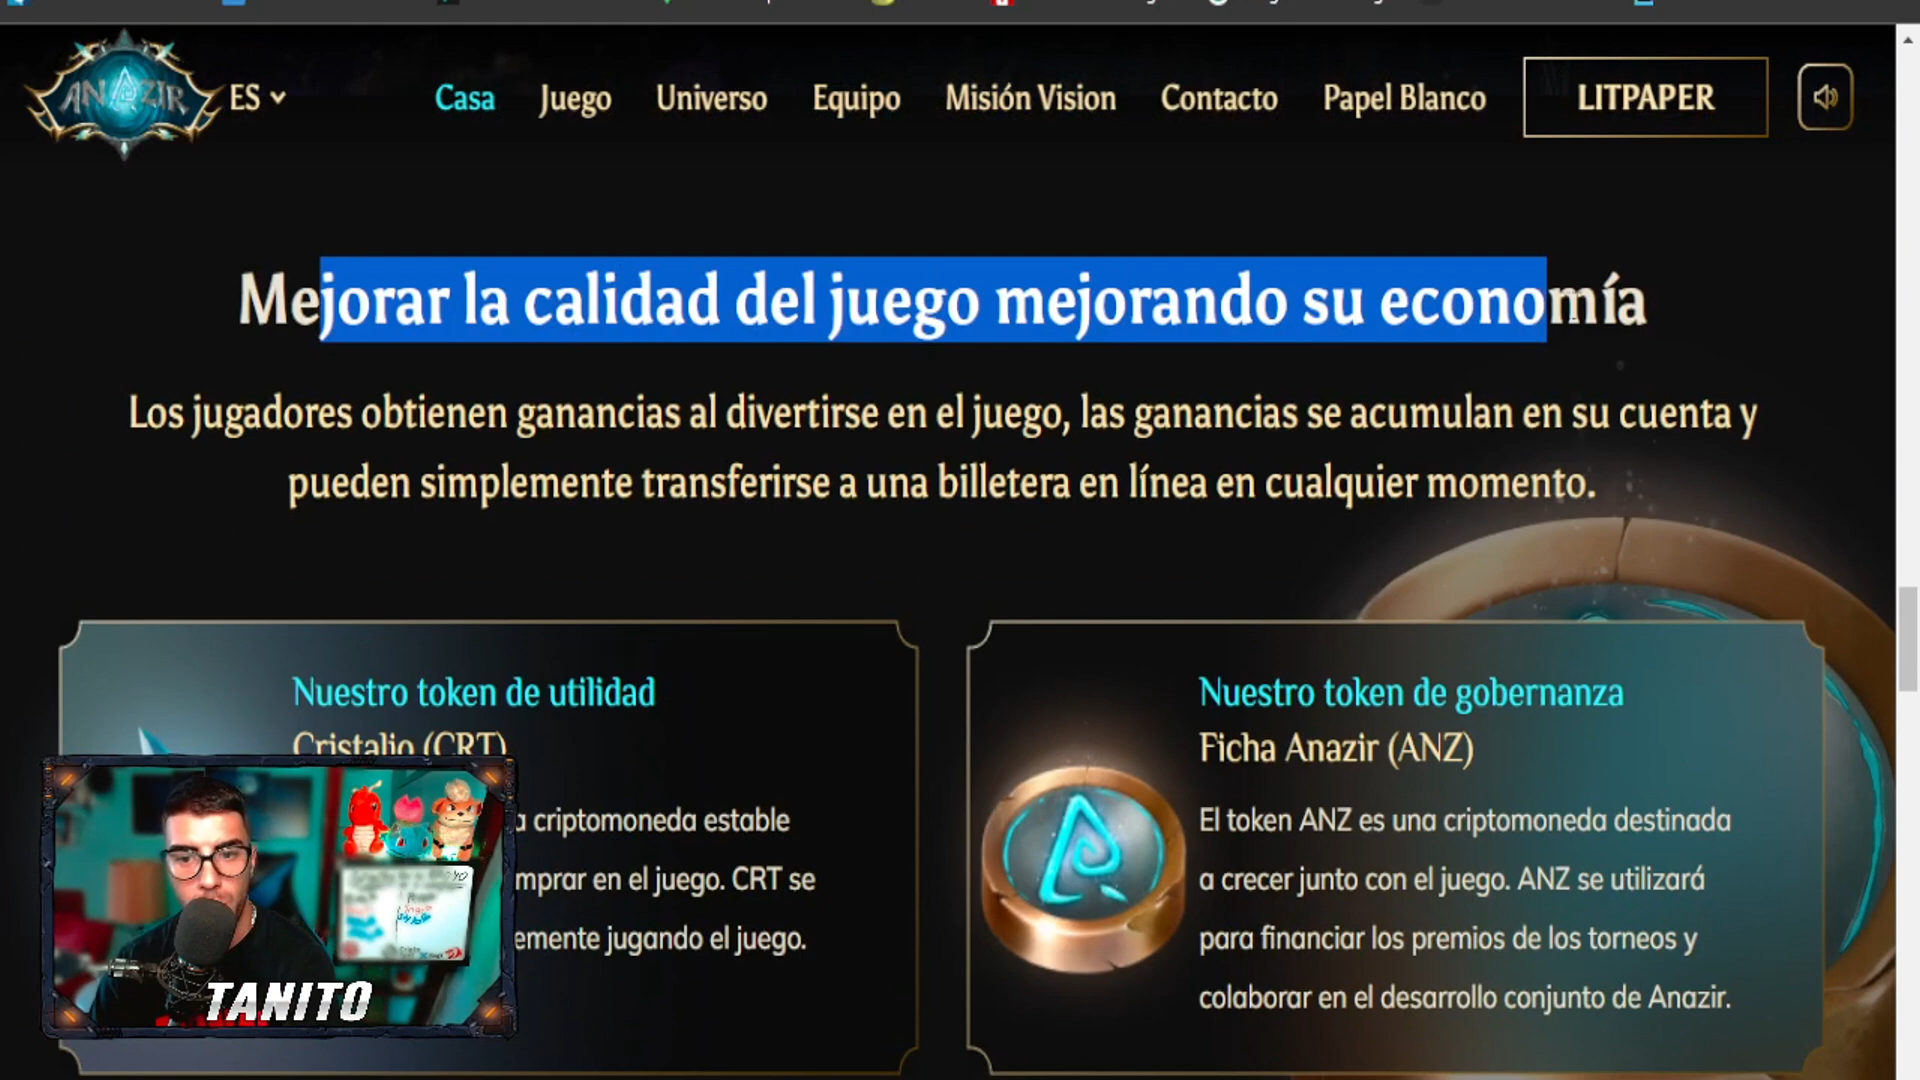 ANAZIR
ES
Casa
Juego
Universo
Equipo
Misión Vision
Contacto
Papel Blanco
LITPAPER
Mejorar la calidad del juego mejorando su economía
Los jugadores obtienen ganancias al divertirse en el juego, las ganancias se acumulan en su cuenta y
pueden simplemente transferirse a una billetera en línea en cualquier momento.
Nuestro token de utilidad
Cristalio (CRT)
a criptomoneda estable
mprar en el juego. CRT se
emente jugando el juego.
Nuestro token de gobernanza
Ficha Anazir (ANZ)
El token ANZ es una criptomoneda destinada
a crecer junto con el juego. ANZ se utilizará
para financiar los premios de los torneos y
colaborar en el desarrollo conjunto de Anazir.
TANITO